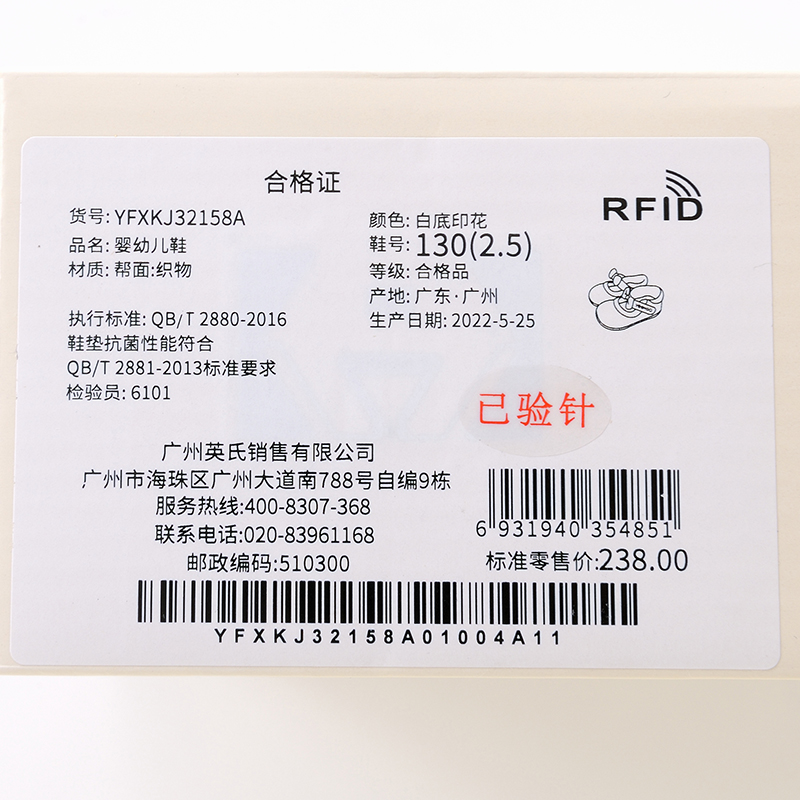 合格证
RFID
货号: YFXKJ32158A
品名: 婴幼儿鞋
材质: 帮面:织物
颜色: 白底印花
鞋号: 130(2.5)
等级: 合格品
产地: 广东·广州
生产日期: 2022-5-25
执行标准: QB/T 2880-2016
鞋垫抗菌性能符合
QB/T 2881-2013标准要求
检验员: 6101
已验针
广州英氏销售有限公司
广州市海珠区广州大道南788号自编9栋
服务热线:400-8307-368
联系电话:020-83961168
邮政编码:510300
6 931940 354851
标准零售价:238.00
YFXKJ32158A01004A11